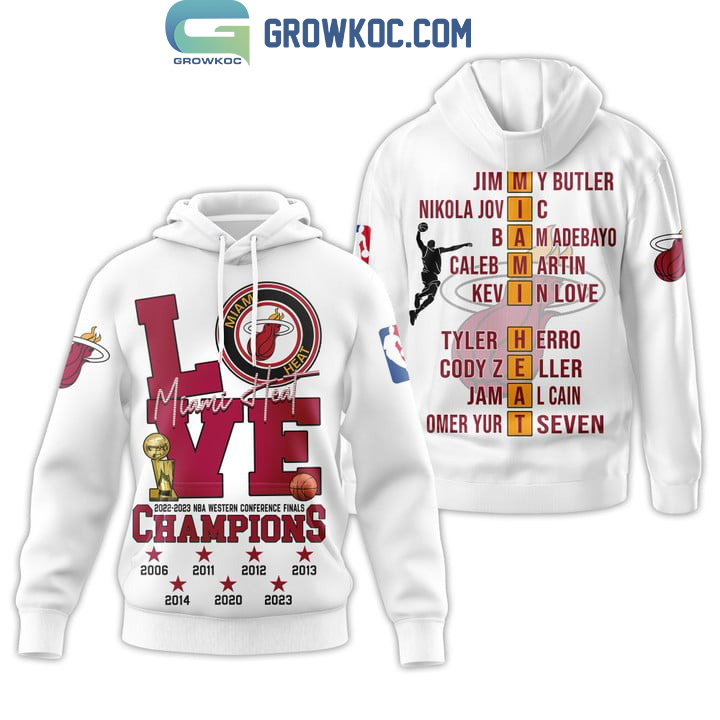 GROWKOC
GROWKOC.COM
LOVE
MIAMI HEAT
Miami Heat
2022-2023 NBA WESTERN CONFERENCE FINALS
CHAMPIONS
2006 2011 2012 2013
2014 2020 2023
JIMMY BUTLER
NIKOLA JOVIC
BAM ADEBAYO
CALEB MARTIN
KEVIN LOVE
TYLER HERRO
CODY ZELLER
JAMAL CAIN
OMER YURTSEVEN